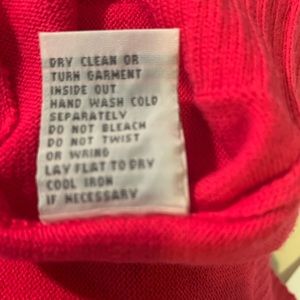 DRY CLEAN OR
TURN GARMENT
INSIDE OUT
HAND WASH COLD
SEPARATELY
DO NOT BLEACH
DO NOT TWIST
OR WRING
LAY FLAT TO DRY
COOL IRON
IF NECESSARY